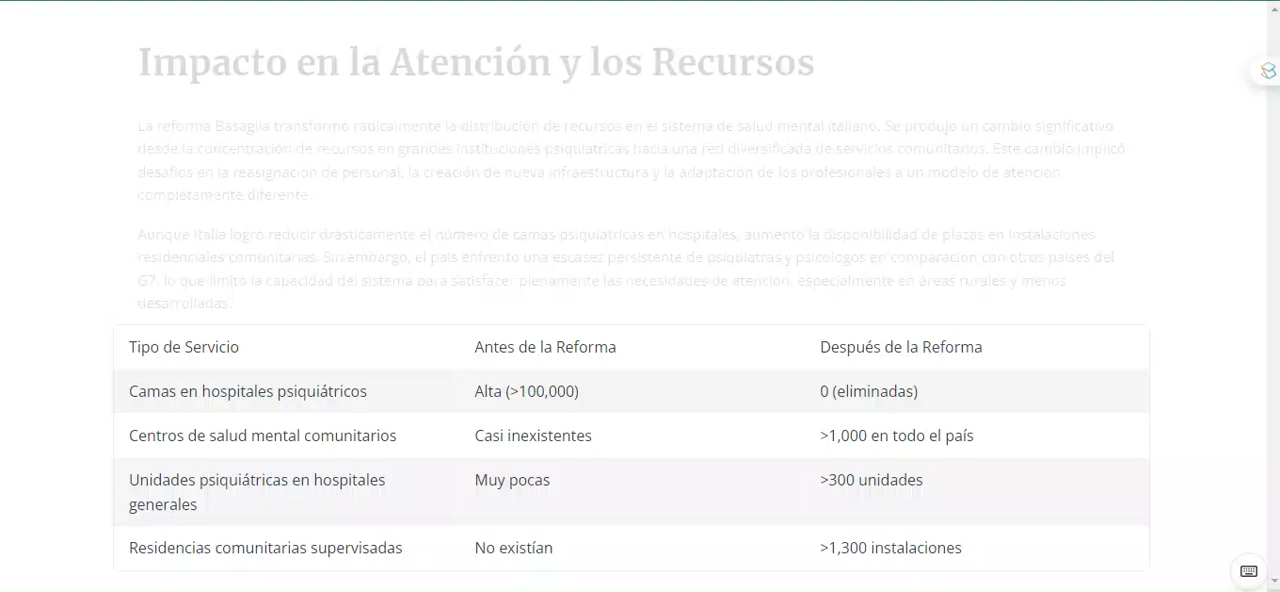 Impacto en la Atención y los Recursos
La reforma Basaglia transformó radicalmente la distribución de recursos en el sistema de salud mental italiano. Se produjo un cambio significativo
desde la concentración de recursos en grandes instituciones psiquiátricas hacia una red diversificada de servicios comunitarios. Este cambio implicó
desafíos en la reasignación de personal, la creación de nueva infraestructura y la adaptación de los profesionales a un modelo de atención
completamente diferente.
Aunque Italia logró reducir drásticamente el número de camas psiquiátricas en hospitales, aumentó la disponibilidad de plazas en instalaciones
residenciales comunitarias. Sin embargo, el país enfrentó una escasez persistente de psiquiatras y psicólogos en comparación con otros países del
G7, lo que limitó la capacidad del sistema para satisfacer plenamente las necesidades de atención, especialmente en áreas rurales y menos
desarrolladas.
Tipo de Servicio Antes de la Reforma Después de la Reforma
Camas en hospitales psiquiátricos Alta (>100,000) 0 (eliminadas)
Centros de salud mental comunitarios Casi inexistentes >1,000 en todo el país
Unidades psiquiátricas en hospitales Muy pocas >300 unidades
generales
Residencias comunitarias supervisadas No existían >1,300 instalaciones